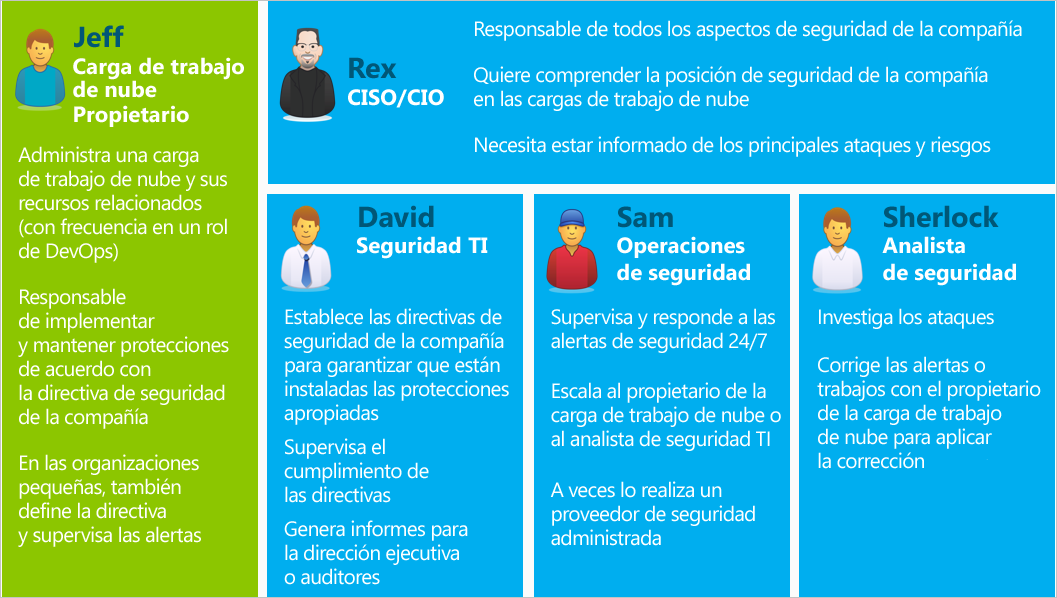 Jeff
Carga de trabajo
de nube
Propietario
Administra una carga
de trabajo de nube y sus
recursos relacionados
(con frecuencia en un rol
de DevOps)
Responsable
de implementar
y mantener protecciones
de acuerdo con
la directiva de seguridad
de la compañía
En las organizaciones
pequeñas, también
define la directiva
y supervisa las alertas
Rex
CISO/CIO
Responsable de todos los aspectos de seguridad de la compañía
Quiere comprender la posición de seguridad de la compañía
en las cargas de trabajo de nube
Necesita estar informado de los principales ataques y riesgos
David
Seguridad TI
Establece las directivas de
seguridad de la compañía
para garantizar que están
instaladas las protecciones
apropiadas
Supervisa el
cumplimiento de
las directivas
Genera informes para
la dirección ejecutiva
o auditores
Sam
Operaciones
de seguridad
Supervisa y responde a las
alertas de seguridad 24/7
Escala al propietario de la
carga de trabajo de nube o
al analista de seguridad TI
A veces lo realiza un
proveedor de seguridad
administrada
Sherlock
Analista
de seguridad
Investiga los ataques
Corrige las alertas o
trabajos con el propietario
de la carga de trabajo
de nube para aplicar
la corrección